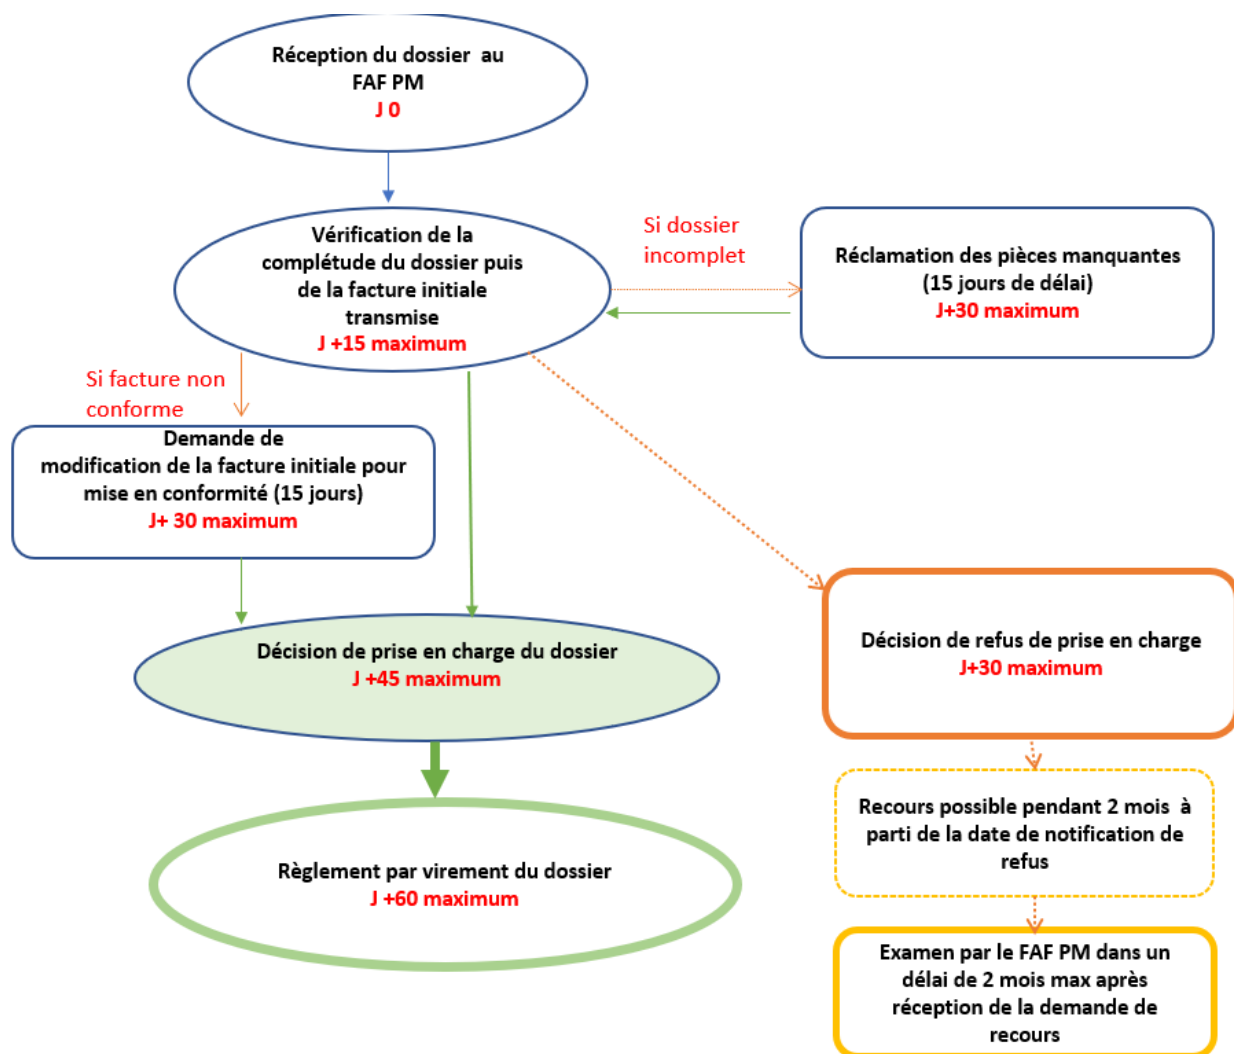 Réception du dossier au
FAF PM
J 0
Vérification de la
complétude du dossier puis
de la facture initiale
transmise
J +15 maximum
Si dossier
incomplet
Réclamation des pièces manquantes
(15 jours de délai)
J+30 maximum
Si facture non
conforme
Demande de
modification de la facture initiale pour
mise en conformité (15 jours)
J+ 30 maximum
Décision de prise en charge du dossier
J +45 maximum
Décision de refus de prise en charge
J+30 maximum
Règlement par virement du dossier
J +60 maximum
Recours possible pendant 2 mois à
parti de la date de notification de
refus
Examen par le FAF PM dans un
délai de 2 mois max après
réception de la demande de
recours